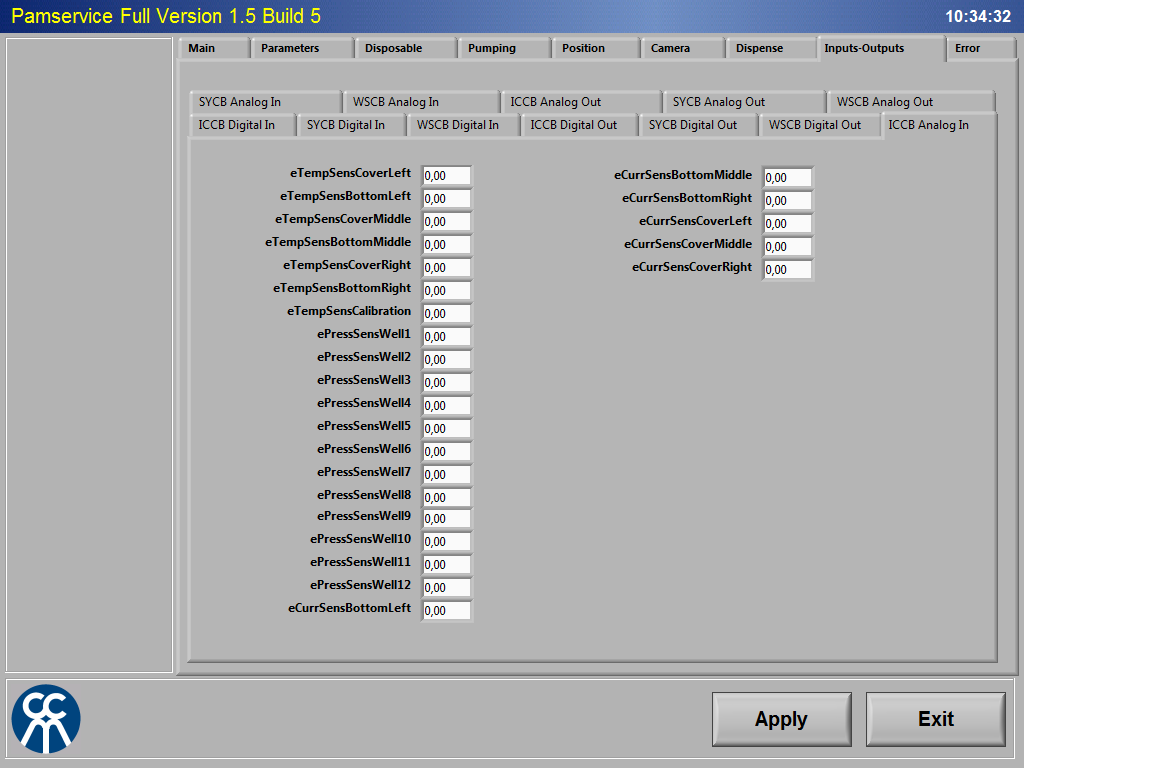 Pamservice Full Version 1.5 Build 5
10:34:32
Main Parameters Disposable Pumping Position Camera Dispense Inputs-Outputs Error
SYCB Analog In WSCB Analog In ICCB Analog Out SYCB Analog Out WSCB Analog Out
ICCB Digital In SYCB Digital In WSCB Digital In ICCB Digital Out SYCB Digital Out WSCB Digital Out ICCB Analog In
eTempSensCoverLeft 0,00
eTempSensBottomLeft 0,00
eTempSensCoverMiddle 0,00
eTempSensBottomMiddle 0,00
eTempSensCoverRight 0,00
eTempSensBottomRight 0,00
eTempSensCalibration 0,00
ePressSensWell1 0,00
ePressSensWell2 0,00
ePressSensWell3 0,00
ePressSensWell4 0,00
ePressSensWell5 0,00
ePressSensWell6 0,00
ePressSensWell7 0,00
ePressSensWell8 0,00
ePressSensWell9 0,00
ePressSensWell10 0,00
ePressSensWell11 0,00
ePressSensWell12 0,00
eCurrSensBottomLeft 0,00
eCurrSensBottomMiddle 0,00
eCurrSensBottomRight 0,00
eCurrSensCoverLeft 0,00
eCurrSensCoverMiddle 0,00
eCurrSensCoverRight 0,00
Apply Exit